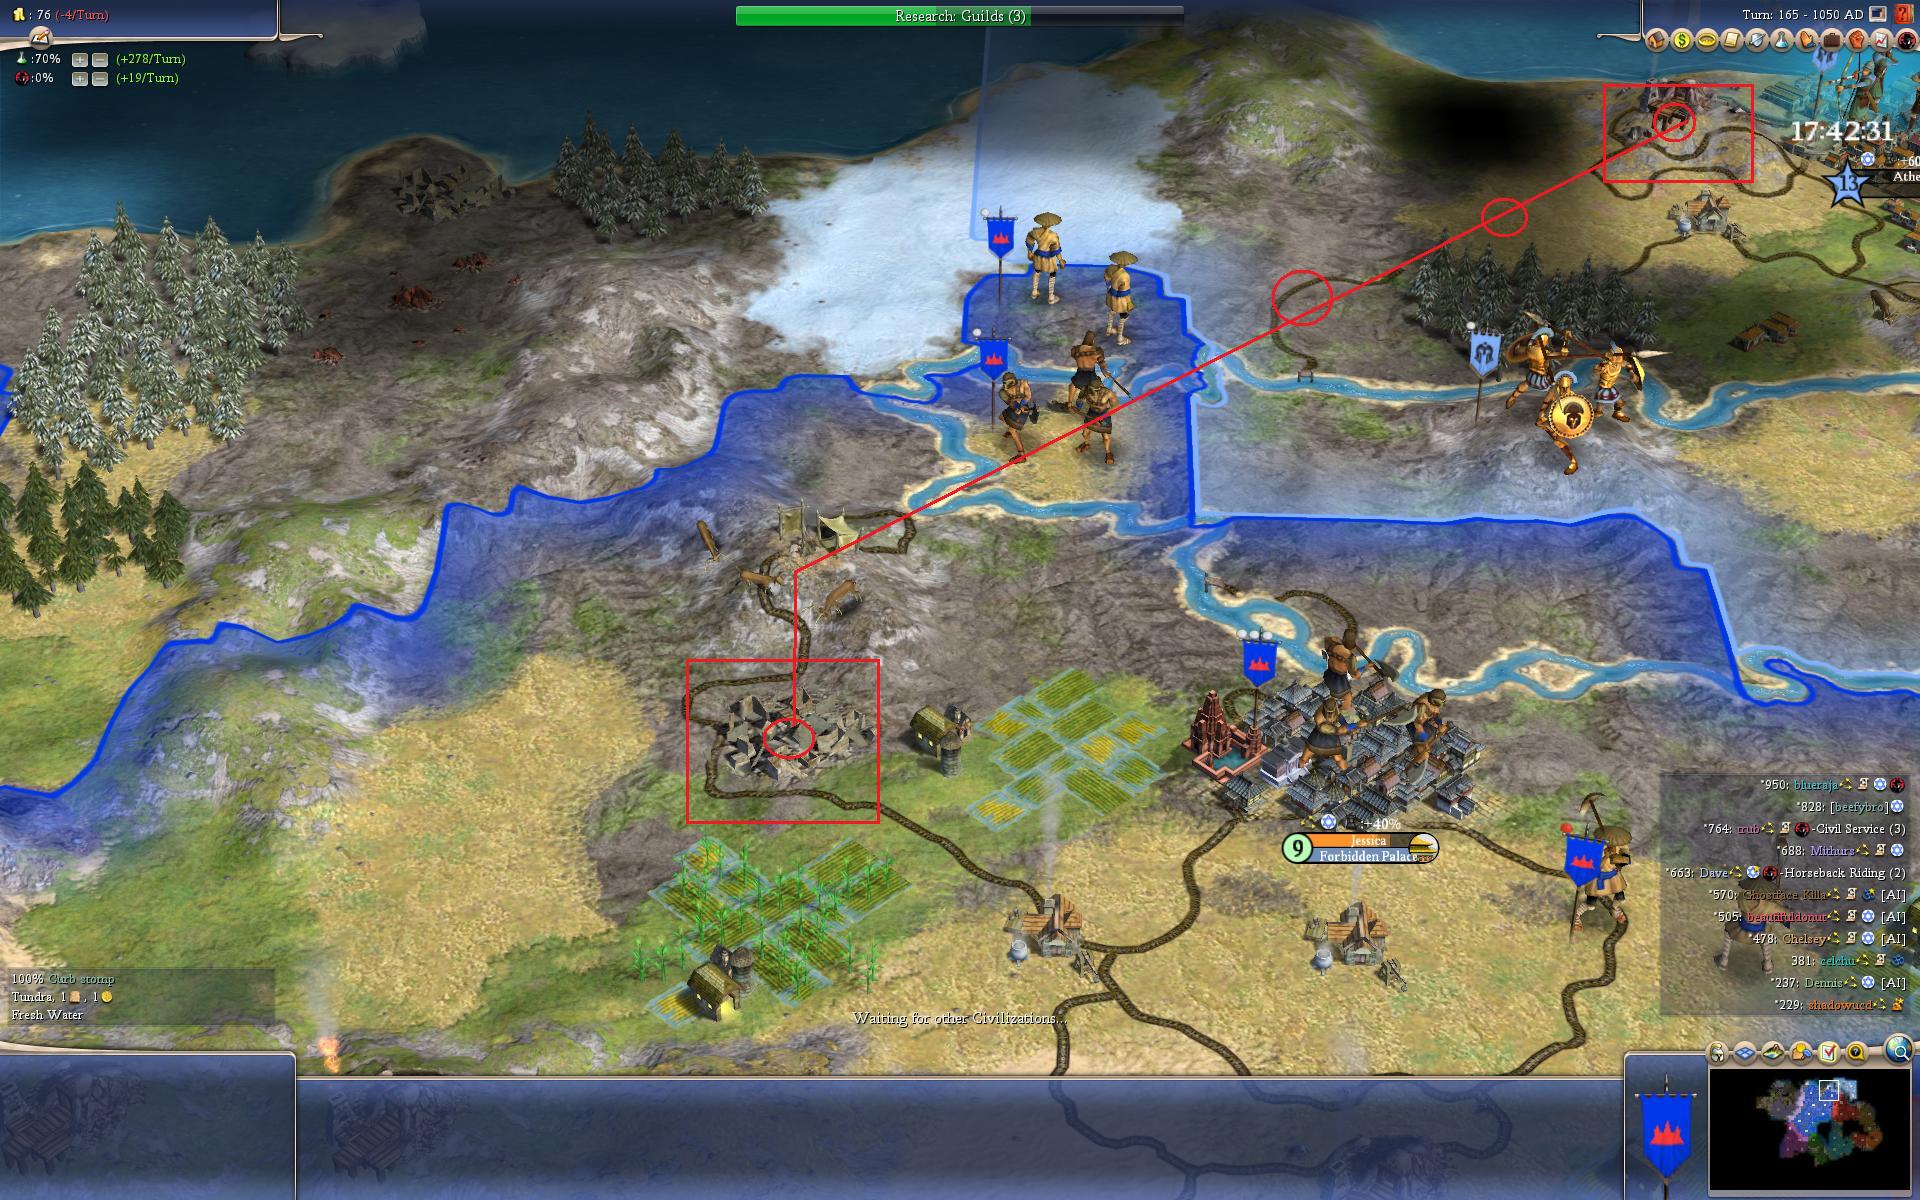 : 76 (-4/Turn)
Research: Guilds (3)
Turn: 165 - 1050 AD
:70% (+278/Turn)
:0% (+19/Turn)
17:42:31
:+60
13 Athe
:+40%
9 Jessica
Forbidden Palace
*950: blueraja
*828: [beefybro]
*764: trub -Civil Service (3)
*688: Mithurs
*663: Dave -Horseback Riding (2)
*570: Ghostface Killa [AI]
*505: beautifuldonut [AI]
*478: Chelsey [AI]
381: celchu
*237: Dennis [AI]
*229: shadowucd
100% Curb stomp
Tundra, 1 , 1
Fresh Water
Waiting for other Civilizations...